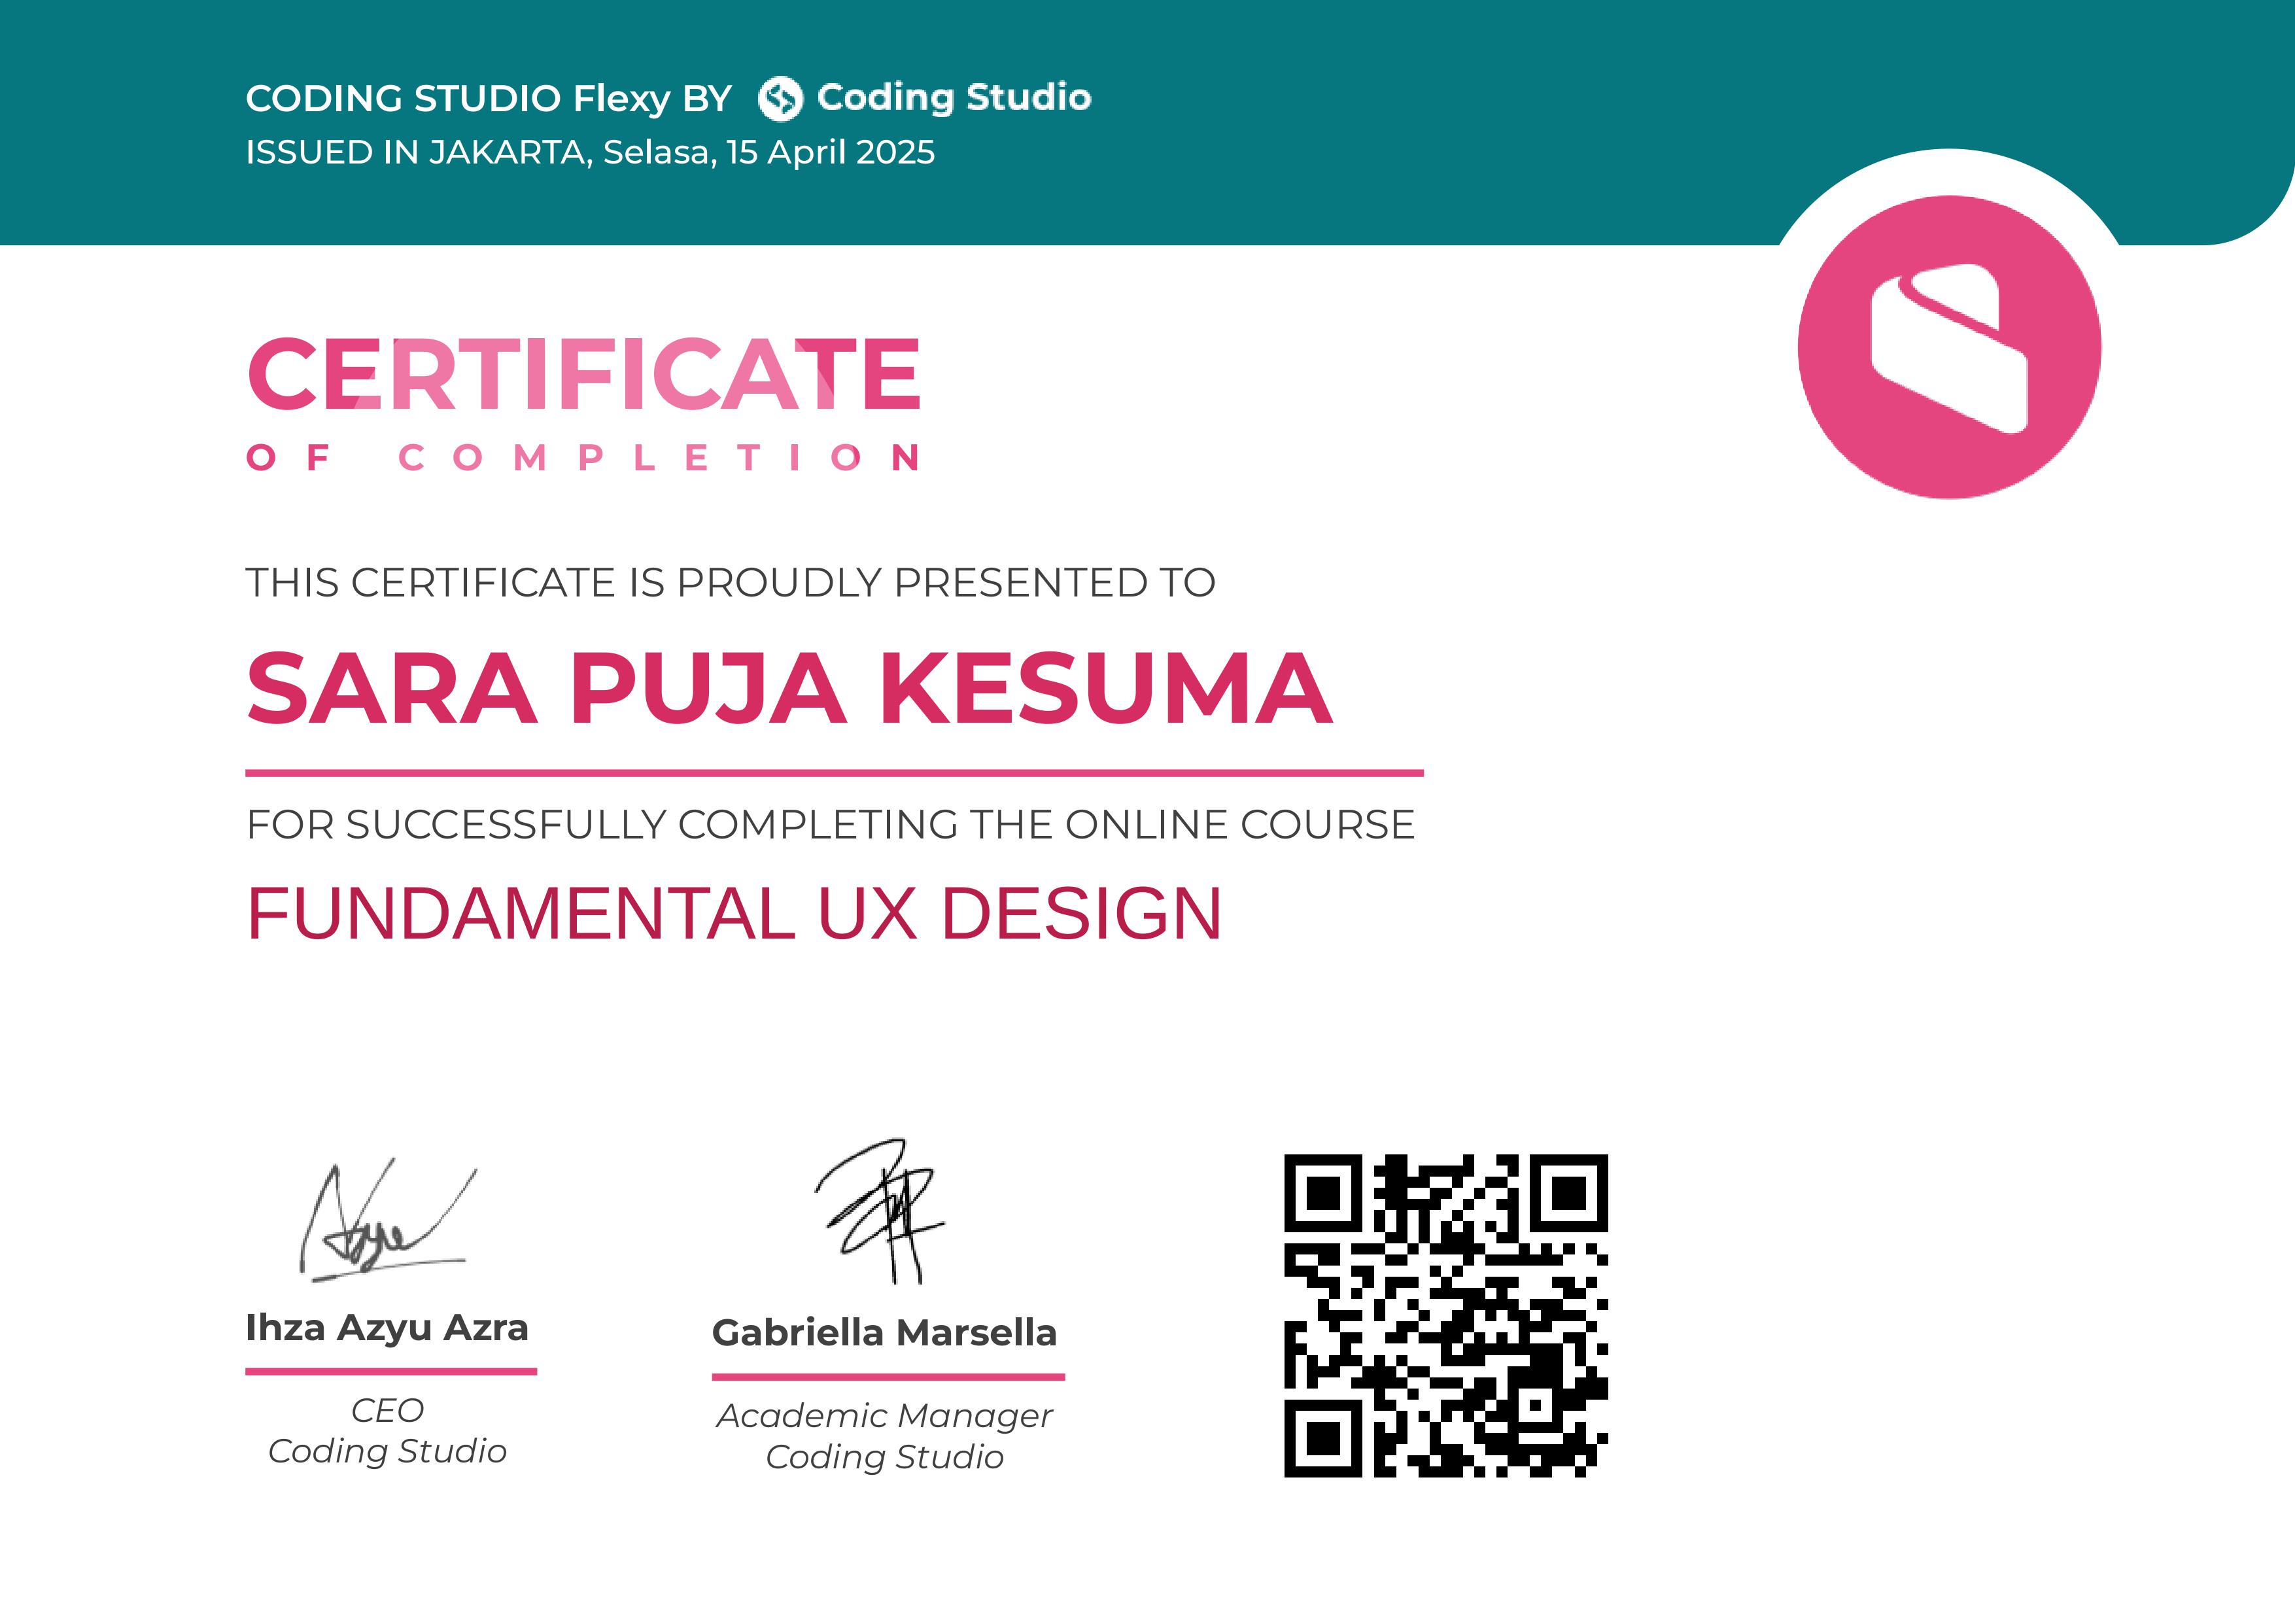 CODING STUDIO Flexy BY Coding Studio
ISSUED IN JAKARTA, Selasa, 15 April 2025
CERTIFICATE
OF COMPLETION
THIS CERTIFICATE IS PROUDLY PRESENTED TO
SARA PUJA KESUMA
FOR SUCCESSFULLY COMPLETING THE ONLINE COURSE
FUNDAMENTAL UX DESIGN
Ihza Azyu Azra
CEO
Coding Studio
Gabriella Marsella
Academic Manager
Coding Studio